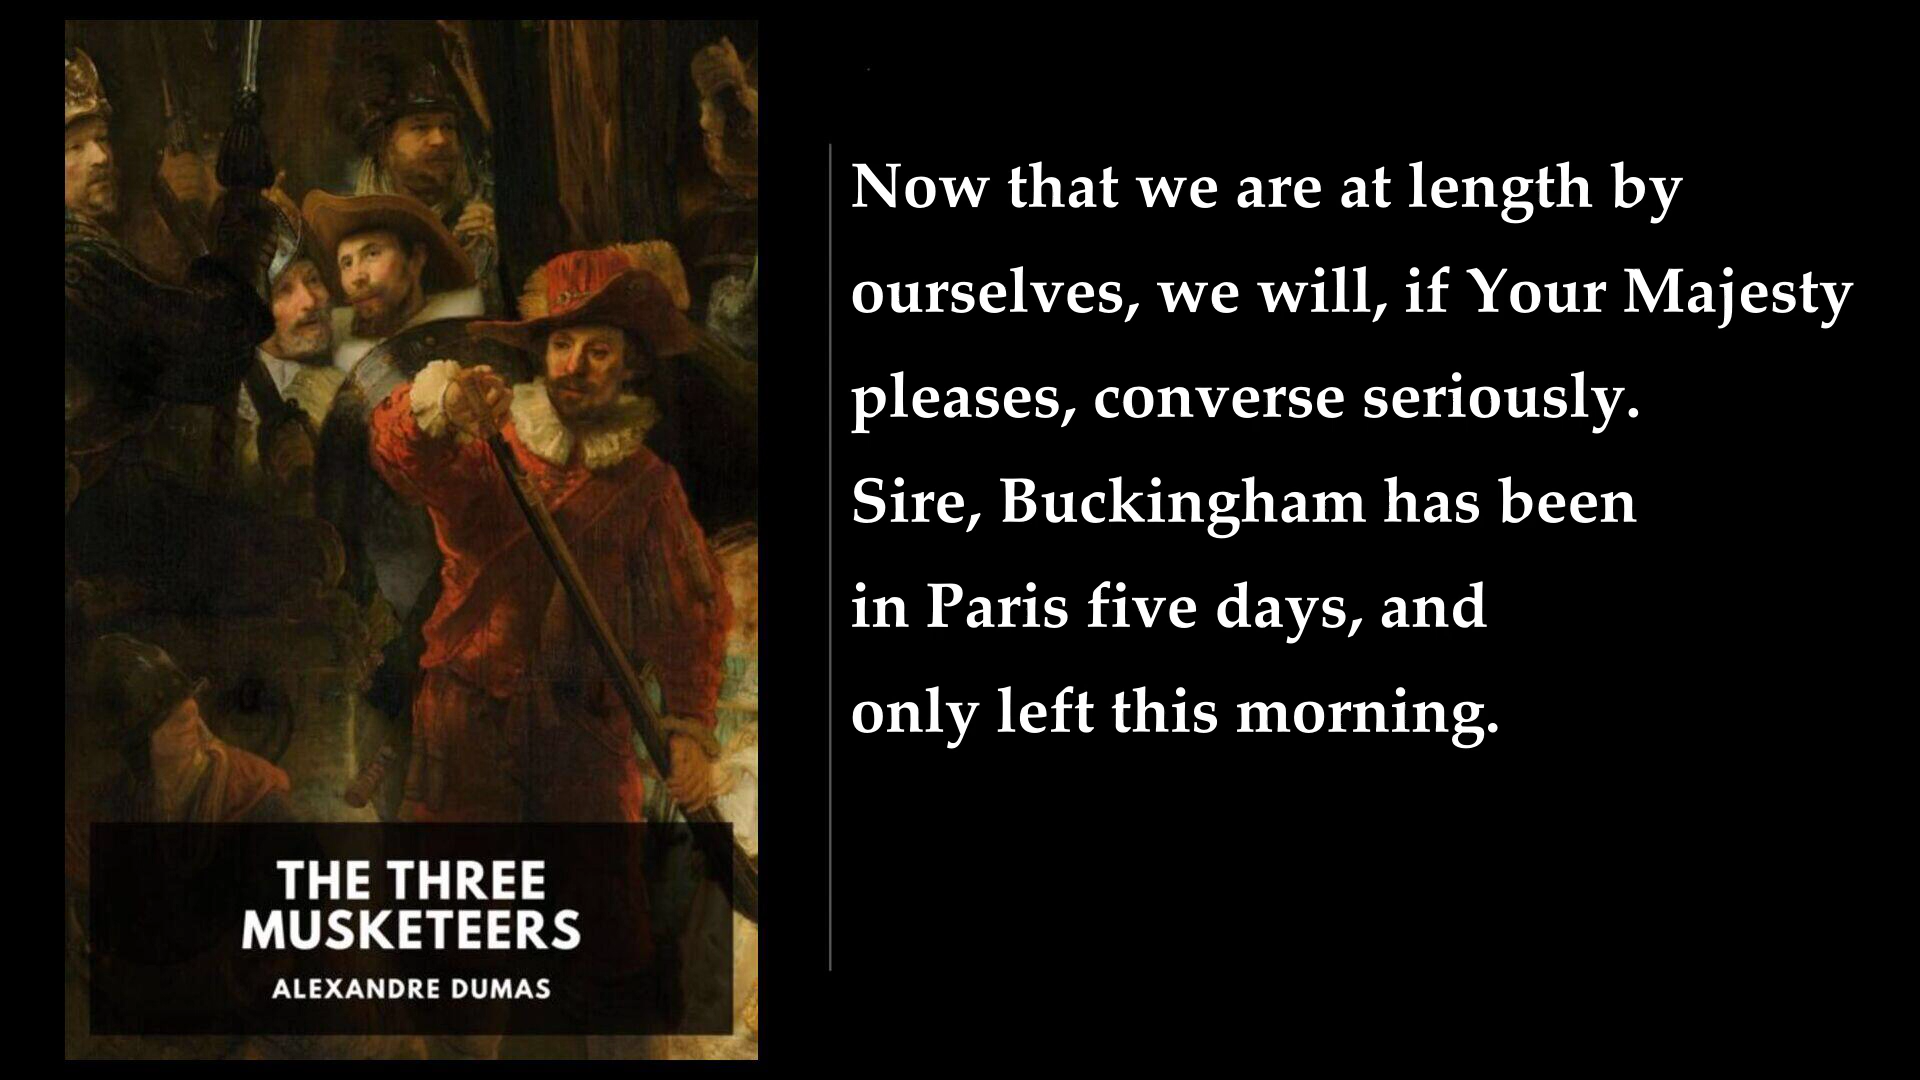 THE THREE
MUSKETEERS
ALEXANDRE DUMAS
Now that we are at length by
ourselves, we will, if Your Majesty
pleases, converse seriously.
Sire, Buckingham has been
in Paris five days, and
only left this morning.